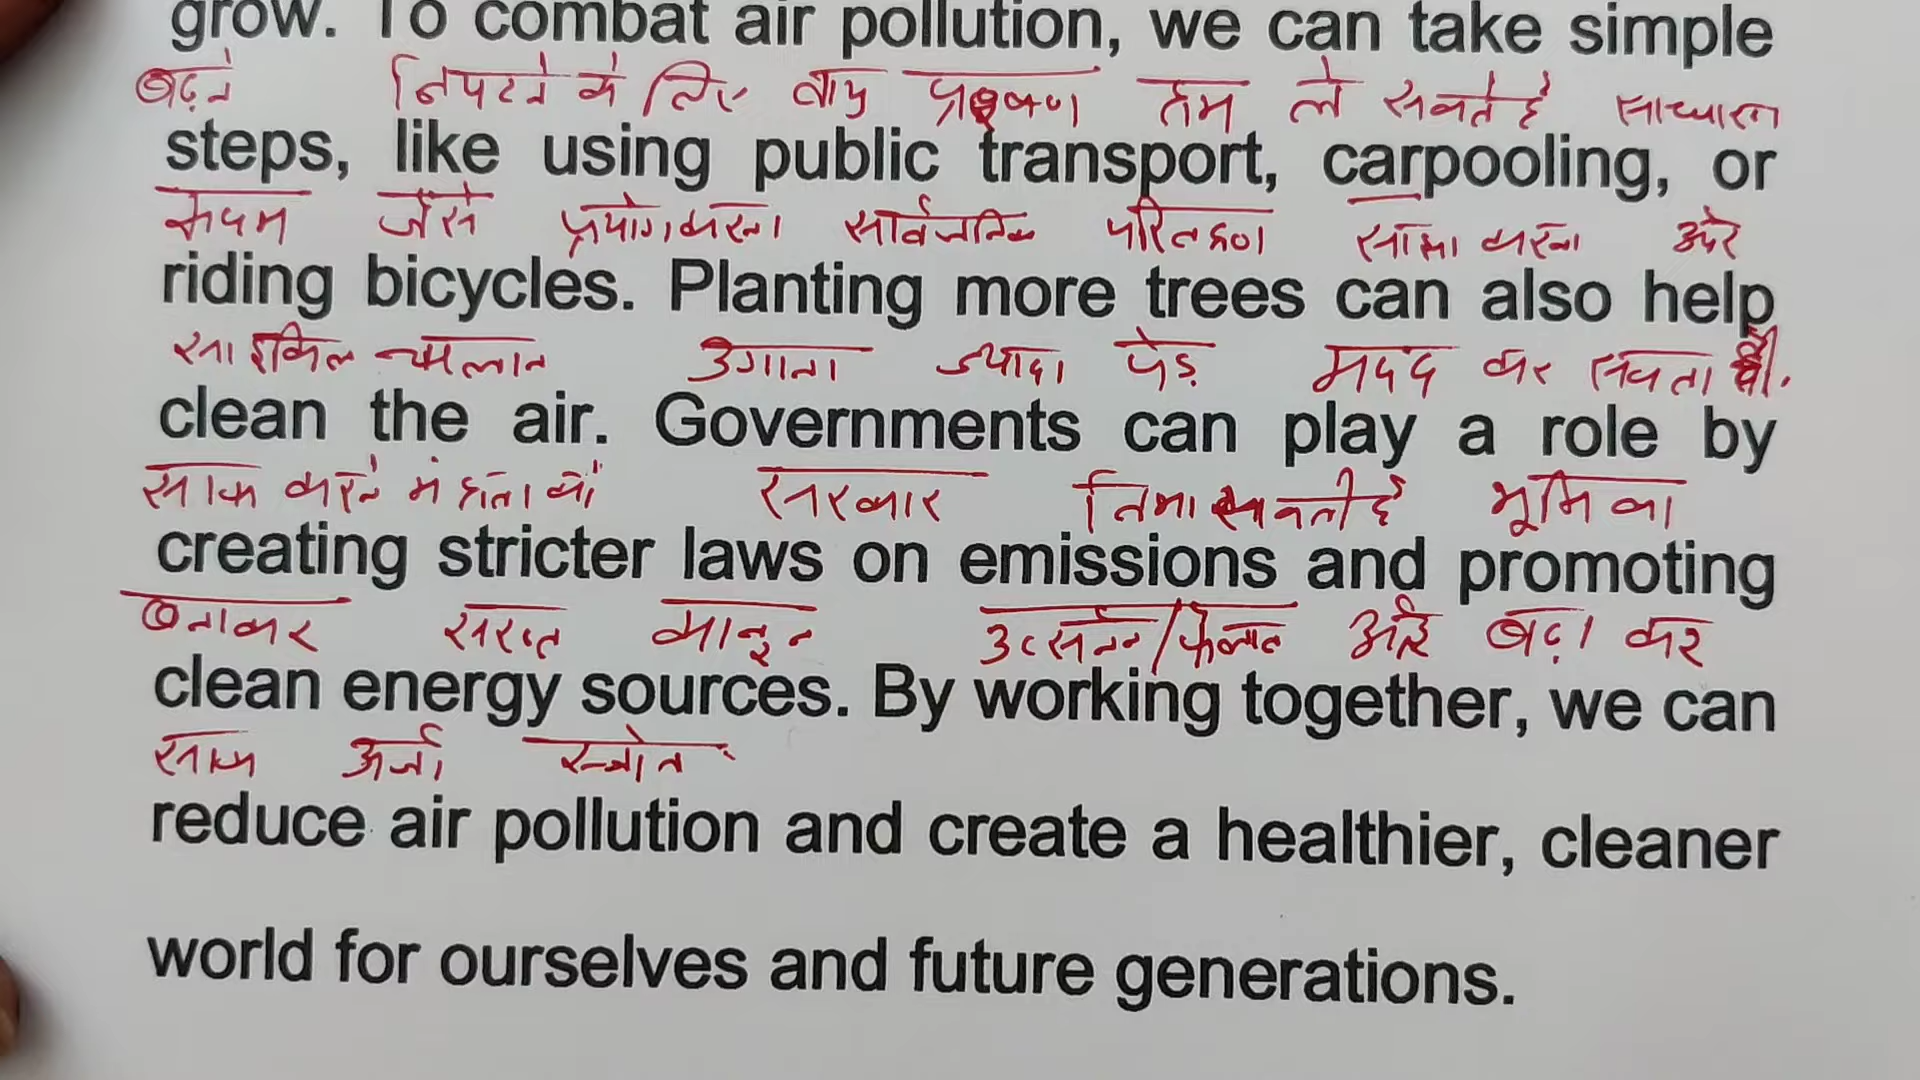 grow. To combat air pollution, we can take simple
बढ़ने निपटने के लिए वायु प्रदूषण हम ले सकते है साधारण
steps, like using public transport, carpooling, or
कदम जैसे प्रयोग करना सार्वजनिक परिवहण साझा करना और
riding bicycles. Planting more trees can also help
साइकिल चलाना उगाना ज्यादा पेड़ मदद कर सकता
clean the air. Governments can play a role by
साफ करने में हवा को सरकार निभा सकती है भूमिका
creating stricter laws on emissions and promoting
बनाकर सख्त कानून उत्सर्जन/फैलाव और बढ़ा कर
clean energy sources. By working together, we can
साफ ऊर्जा स्त्रोत
reduce air pollution and create a healthier, cleaner
world for ourselves and future generations.